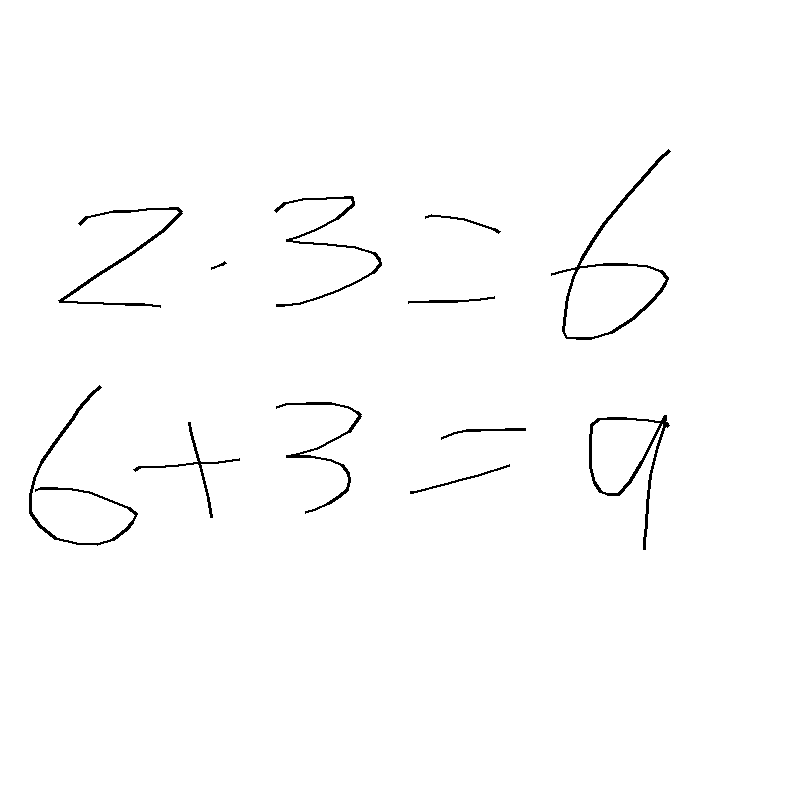 2 · 3 = 6
6 + 3 = 9